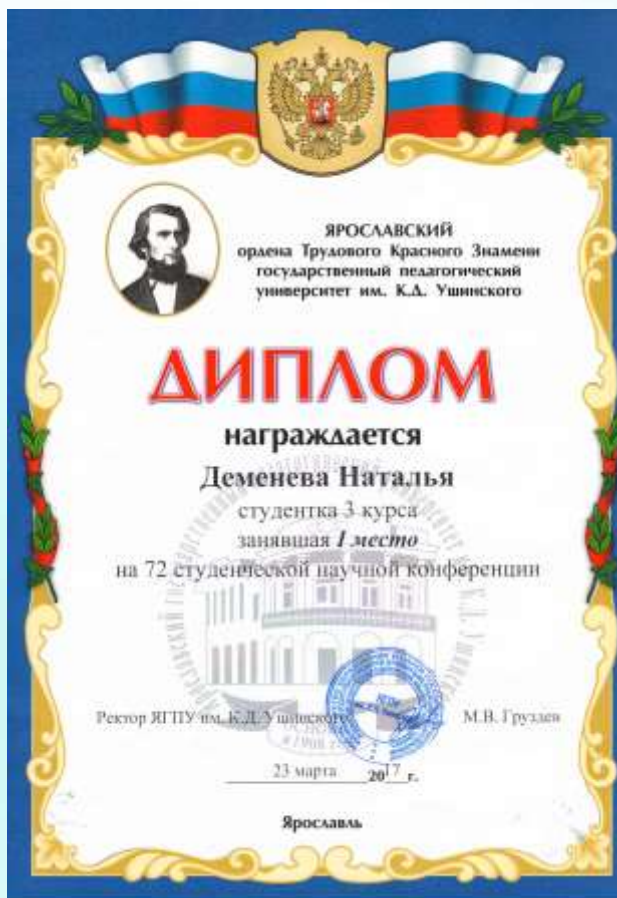 ЯРОСЛАВСКИЙ
ордена Трудового Красного Знамени
государственный педагогический
университет им. К.Д. Ушинского
ДИПЛОМ
награждается
Деменева Наталья
студентка 3 курса
занявшая I место
на 72 студенческой научной конференции
Ректор ЯГПУ им. К.Д. Ушинского М.В. Груздев
23 марта 2017 г.
Ярославль